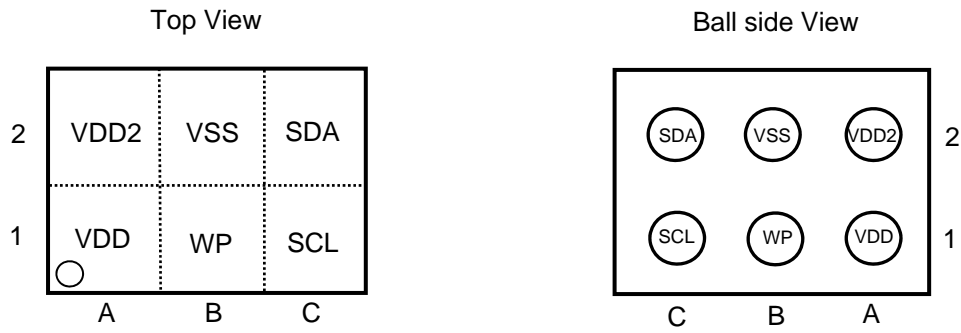 Top View
2 VDD2 VSS SDA
1 VDD WP SCL
A B C
Ball side View
SDA VSS VDD2 2
SCL WP VDD 1
C B A